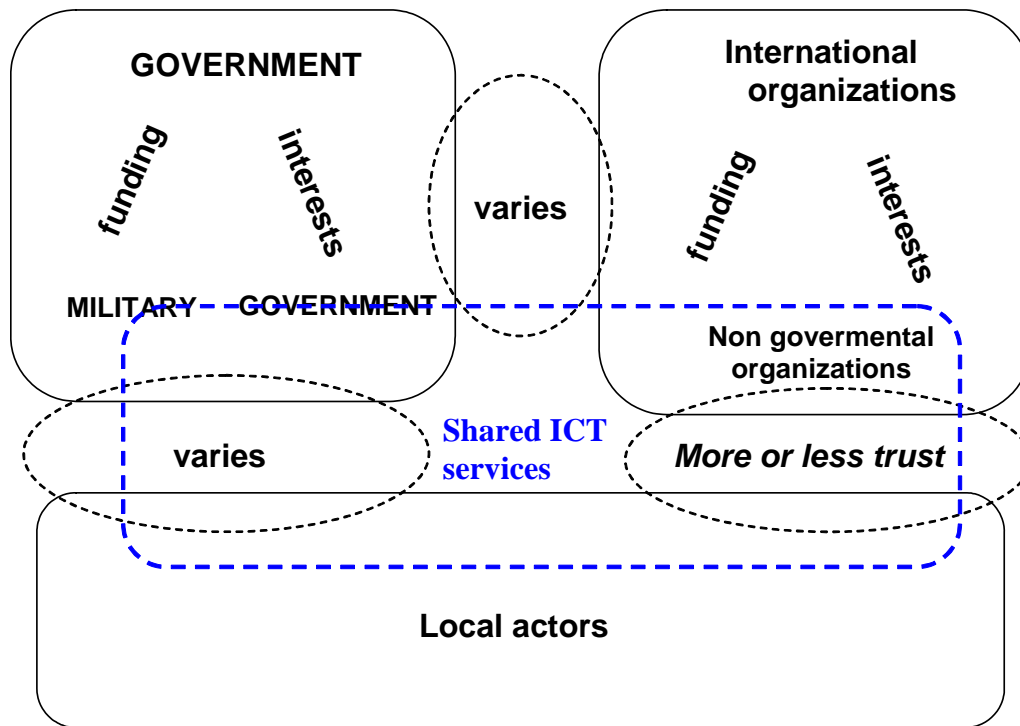 GOVERNMENT
funding
interests
MILITARY
GOVERNMENT
varies
International
organizations
funding
interests
Non govermental
organizations
varies
Shared ICT
services
More or less trust
Local actors